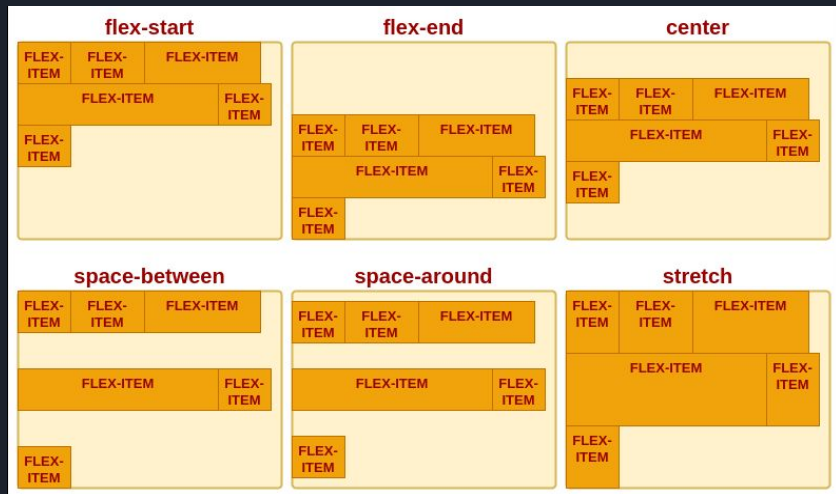 flex-start
FLEX-
ITEM
FLEX-
ITEM
FLEX-ITEM
FLEX-ITEM
FLEX-
ITEM
FLEX-
ITEM
flex-end
FLEX-
ITEM
FLEX-
ITEM
FLEX-ITEM
FLEX-ITEM
FLEX-
ITEM
FLEX-
ITEM
center
FLEX-
ITEM
FLEX-
ITEM
FLEX-ITEM
FLEX-ITEM
FLEX-
ITEM
FLEX-
ITEM
space-between
FLEX-
ITEM
FLEX-
ITEM
FLEX-ITEM
FLEX-ITEM
FLEX-
ITEM
FLEX-
ITEM
space-around
FLEX-
ITEM
FLEX-
ITEM
FLEX-ITEM
FLEX-ITEM
FLEX-
ITEM
FLEX-
ITEM
stretch
FLEX-
ITEM
FLEX-
ITEM
FLEX-ITEM
FLEX-ITEM
FLEX-
ITEM
FLEX-
ITEM